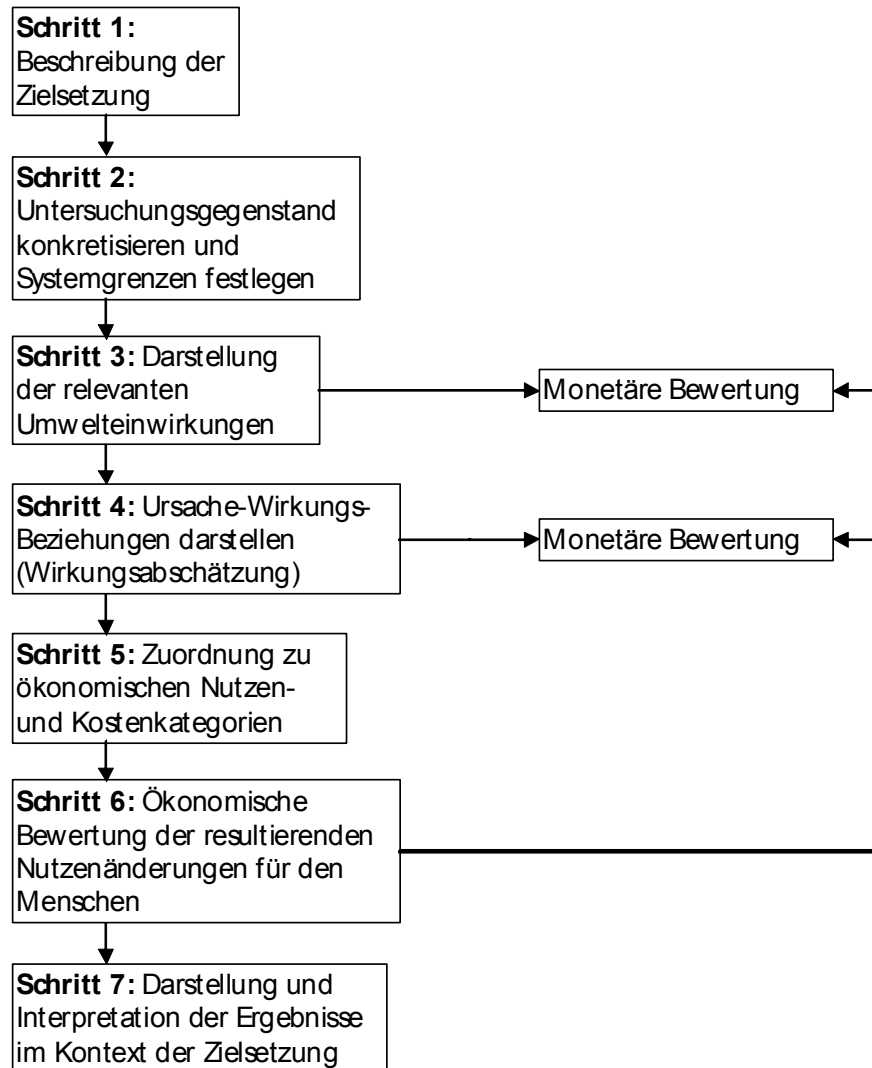 Schritt 1:
Beschreibung der
Zielsetzung
Schritt 2:
Untersuchungsgegenstand
konkretisieren und
Systemgrenzen festlegen
Schritt 3: Darstellung
der relevanten
Umwelteinwirkungen
Monetäre Bewertung
Schritt 4: Ursache-Wirkungs-
Beziehungen darstellen
(Wirkungsabschätzung)
Monetäre Bewertung
Schritt 5: Zuordnung zu
ökonomischen Nutzen-
und Kostenkategorien
Schritt 6: Ökonomische
Bewertung der resultierenden
Nutzenänderungen für den
Menschen
Schritt 7: Darstellung und
Interpretation der Ergebnisse
im Kontext der Zielsetzung